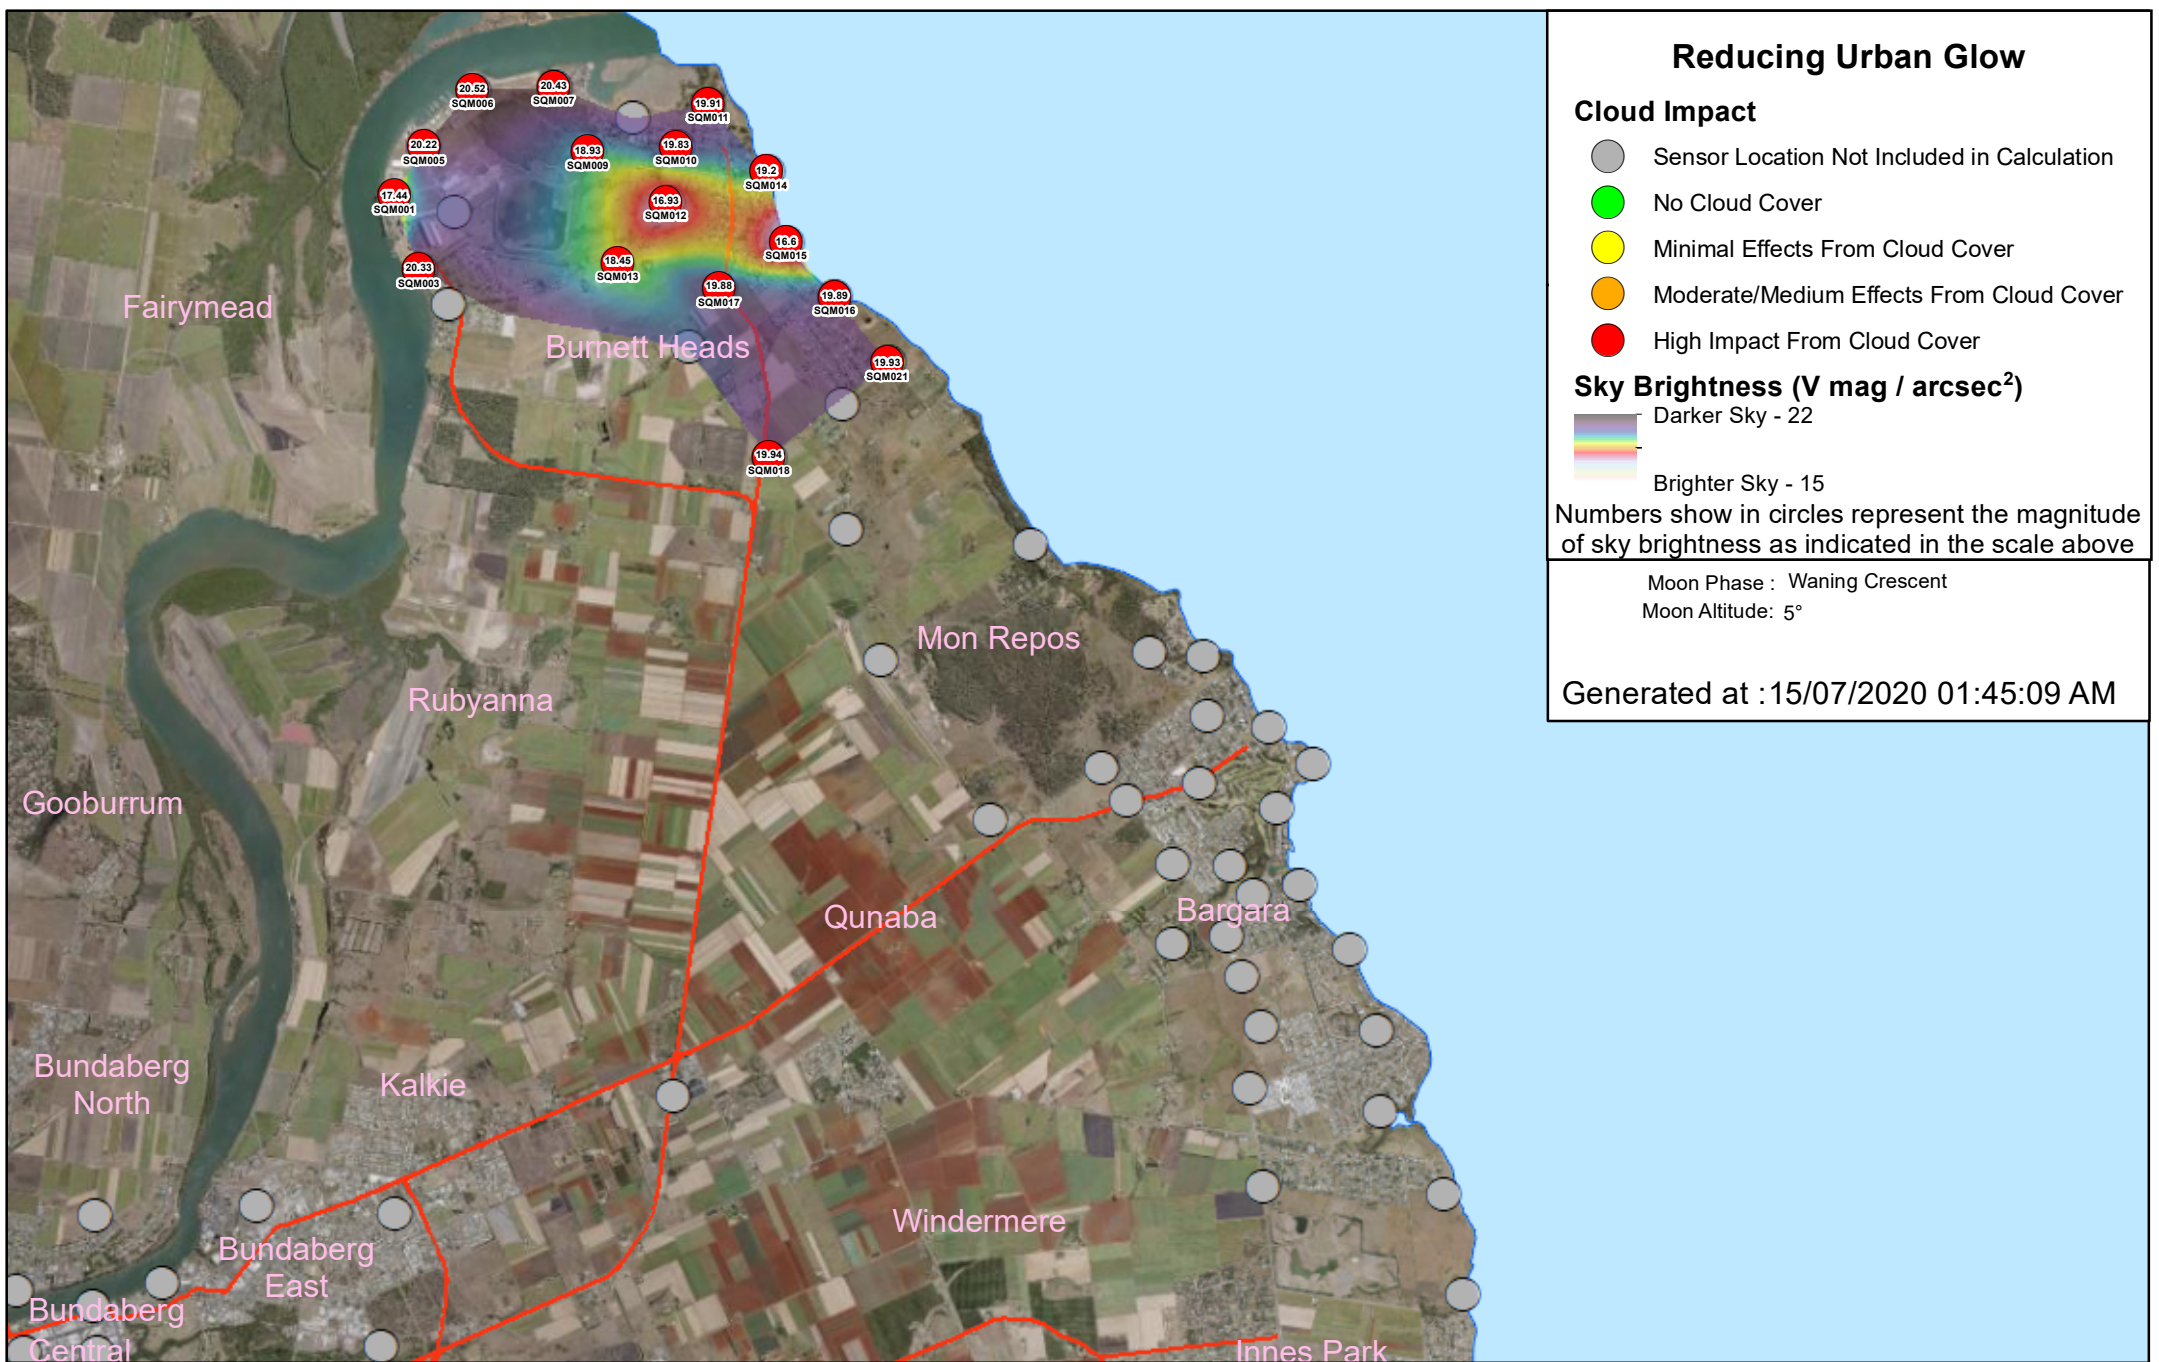 Reducing Urban Glow
Cloud Impact
Sensor Location Not Included in Calculation
No Cloud Cover
Minimal Effects From Cloud Cover
Moderate/Medium Effects From Cloud Cover
High Impact From Cloud Cover
Sky Brightness (V mag / arcsec²)
Darker Sky - 22
Brighter Sky - 15
Numbers show in circles represent the magnitude
of sky brightness as indicated in the scale above
Moon Phase : Waning Crescent
Moon Altitude: 5°
Generated at :15/07/2020 01:45:09 AM
20.52
SQM006
20.43
SQM007
19.91
SQM011
20.22
SQM005
18.93
SQM009
19.83
SQM010
19.2
SQM014
17.44
SQM001
16.93
SQM012
16.6
SQM015
20.33
SQM003
18.45
SQM013
19.88
SQM017
19.89
SQM016
19.93
SQM021
19.94
SQM018
Fairymead
Burnett Heads
Mon Repos
Rubyanna
Gooburrum
Qunaba
Bargara
Bundaberg
North
Kalkie
Windermere
Bundaberg
East
Bundaberg
Central
Innes Park